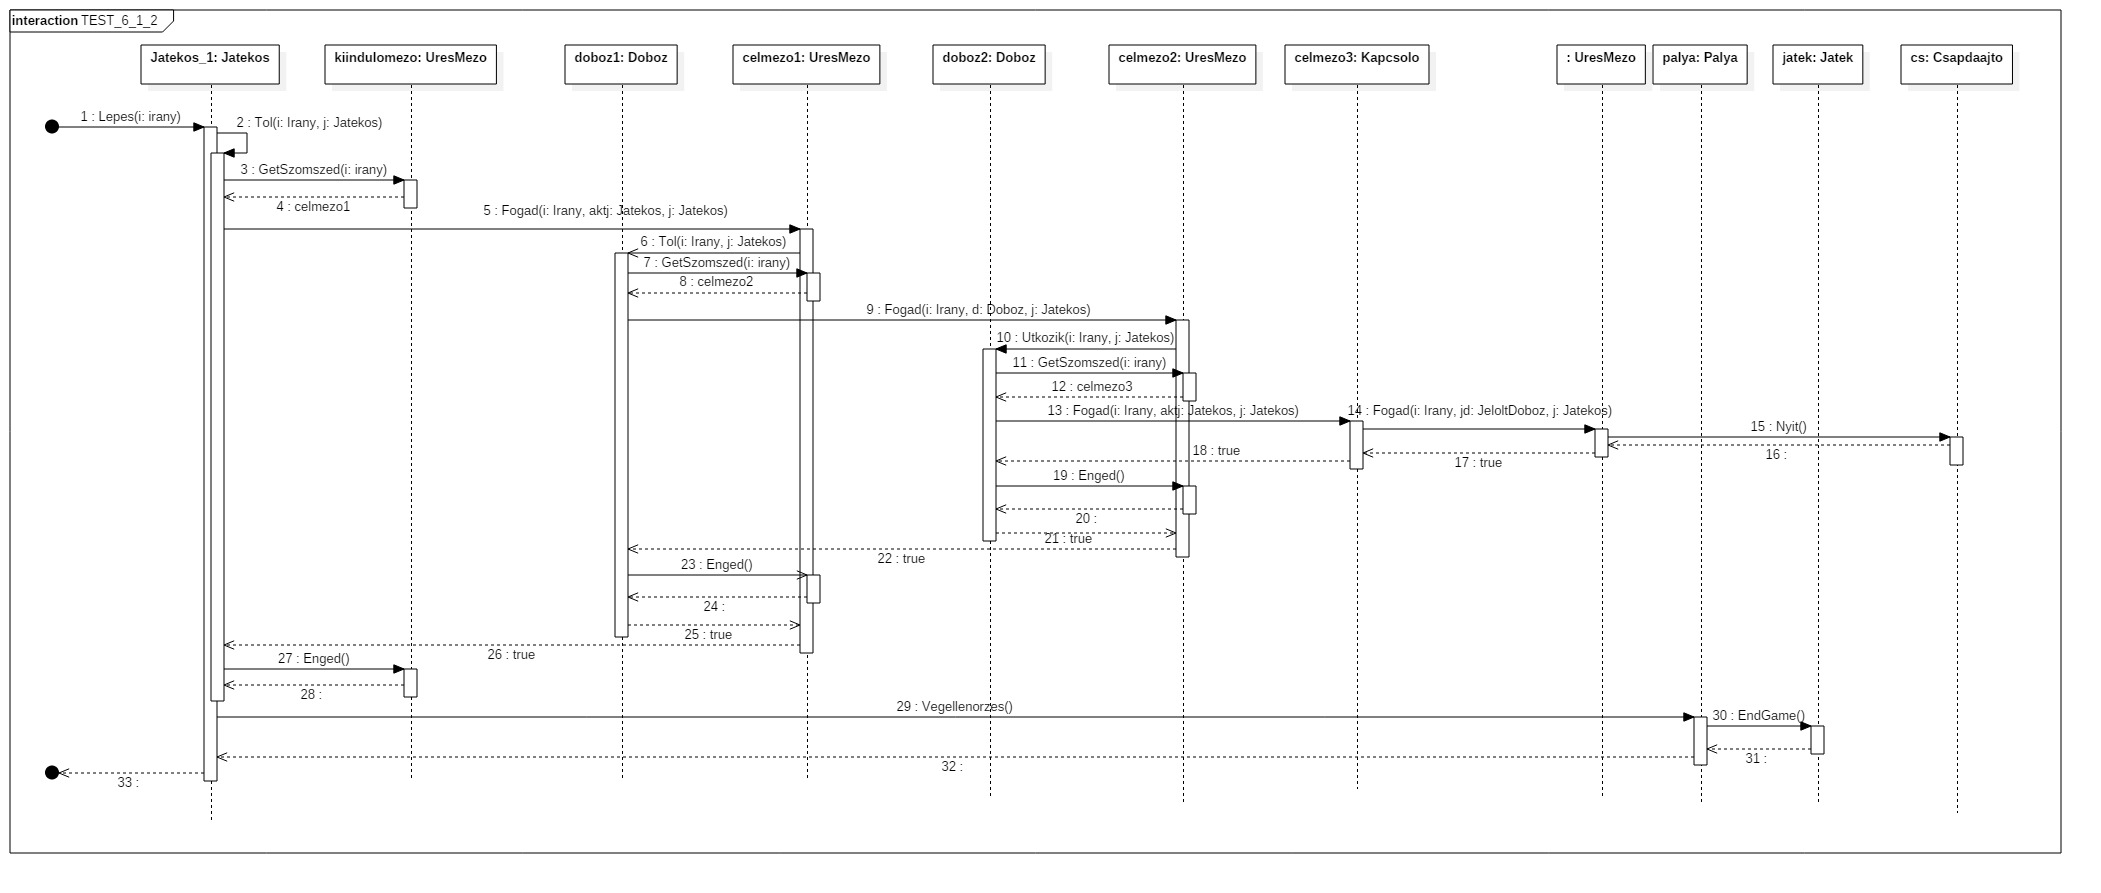 interaction TEST_6_1_2
Jatekos_1: Jatekos
kiindulomezo: UresMezo
doboz1: Doboz
celmezo1: UresMezo
doboz2: Doboz
celmezo2: UresMezo
celmezo3: Kapcsolo
: UresMezo
palya: Palya
jatek: Jatek
cs: Csapdaajto
1 : Lepes(i: irany)
2 : Tol(i: Irany, j: Jatekos)
3 : GetSzomszed(i: irany)
4 : celmezo1
5 : Fogad(i: Irany, aktj: Jatekos, j: Jatekos)
6 : Tol(i: Irany, j: Jatekos)
7 : GetSzomszed(i: irany)
8 : celmezo2
9 : Fogad(i: Irany, d: Doboz, j: Jatekos)
10 : Utkozik(i: Irany, j: Jatekos)
11 : GetSzomszed(i: irany)
12 : celmezo3
13 : Fogad(i: Irany, aktj: Jatekos, j: Jatekos)
14 : Fogad(i: Irany, jd: JeloltDoboz, j: Jatekos)
15 : Nyit()
16 :
17 : true
18 : true
19 : Enged()
20 :
21 : true
22 : true
23 : Enged()
24 :
25 : true
26 : true
27 : Enged()
28 :
29 : Vegellenorzes()
30 : EndGame()
31 :
32 :
33 :